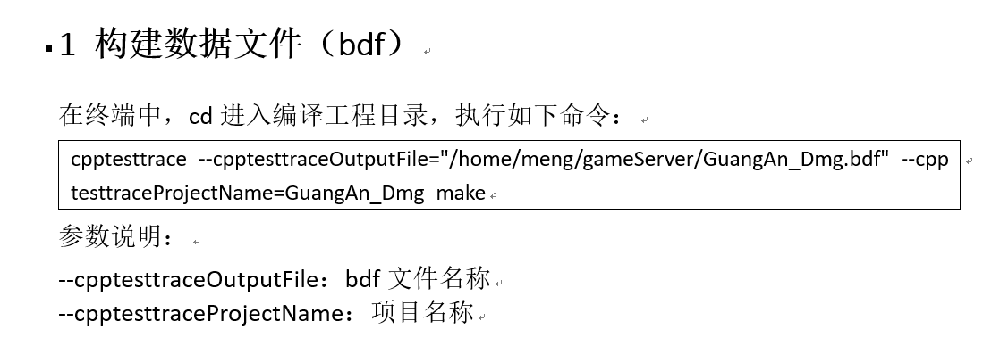 1 构建数据文件（bdf）
在终端中，cd 进入编译工程目录，执行如下命令：
cpptesttrace --cpptesttraceOutputFile="/home/meng/gameServer/GuangAn_Dmg.bdf" --cpp
testtraceProjectName=GuangAn_Dmg make
参数说明：
--cpptesttraceOutputFile：bdf 文件名称
--cpptesttraceProjectName：项目名称